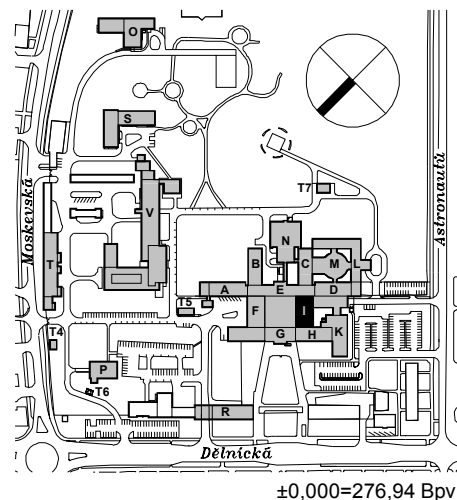 O
S
T7
Moskevská
V
Astronautů
N
B
C
M
L
T
A
E
D
T5
F
I
T4
G
H
K
P
T6
R
Dělnická
±0,000=276,94 Bpv